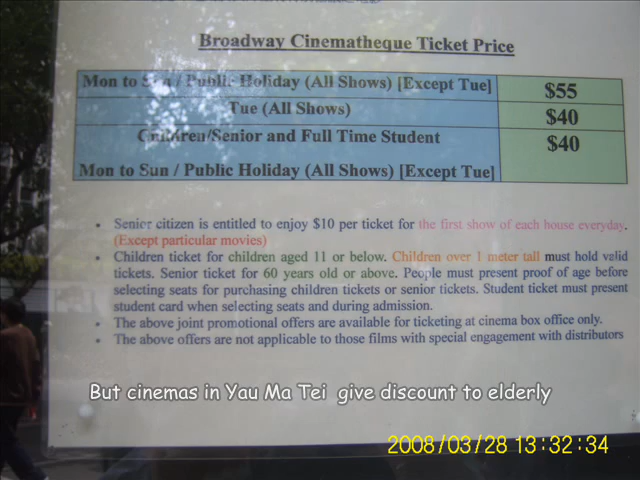 Broadway Cinematheque Ticket Price
Mon to Sun / Public Holiday (All Shows) [Except Tue] $55
Tue (All Shows) $40
Children/Senior and Full Time Student $40
Mon to Sun / Public Holiday (All Shows) [Except Tue]
• Senior citizen is entitled to enjoy $10 per ticket for the first show of each house everyday.
(Except particular movies)
• Children ticket for children aged 11 or below. Children over 1 meter tall must hold valid
tickets. Senior ticket for 60 years old or above. People must present proof of age before
selecting seats for purchasing children tickets or senior tickets. Student ticket must present
student card when selecting seats and during admission.
• The above joint promotional offers are available for ticketing at cinema box office only.
• The above offers are not applicable to those films with special engagement with distributors
But cinemas in Yau Ma Tei give discount to elderly
2008/03/28 13:32:34